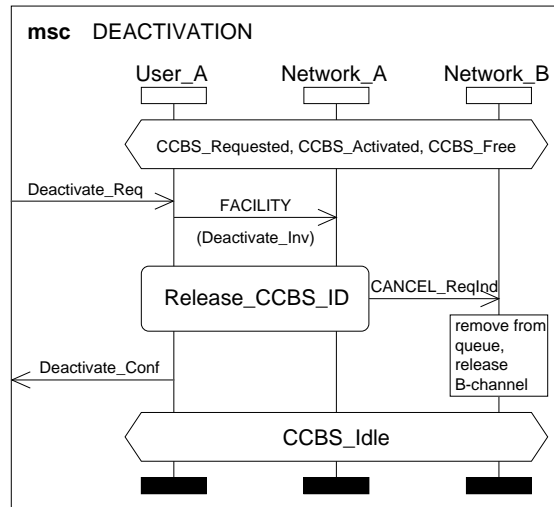 msc DEACTIVATION
User_A Network_A Network_B
CCBS_Requested, CCBS_Activated, CCBS_Free
Deactivate_Req
FACILITY
(Deactivate_Inv)
CANCEL_ReqInd
Release_CCBS_ID
remove from
queue,
release
B-channel
Deactivate_Conf
CCBS_Idle